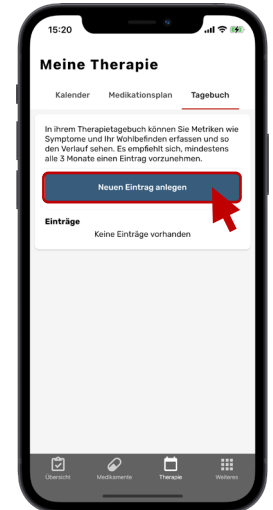 15:20
Meine Therapie
Kalender Medikationsplan Tagebuch
In ihrem Therapietagebuch können Sie Metriken wie
Symptome und Ihr Wohlbefinden erfassen und so
den Verlauf sehen. Es empfiehlt sich, mindestens
alle 3 Monate einen Eintrag vorzunehmen.
Neuen Eintrag anlegen
Einträge
Keine Einträge vorhanden
Übersicht Medikamente Therapie Weiteres